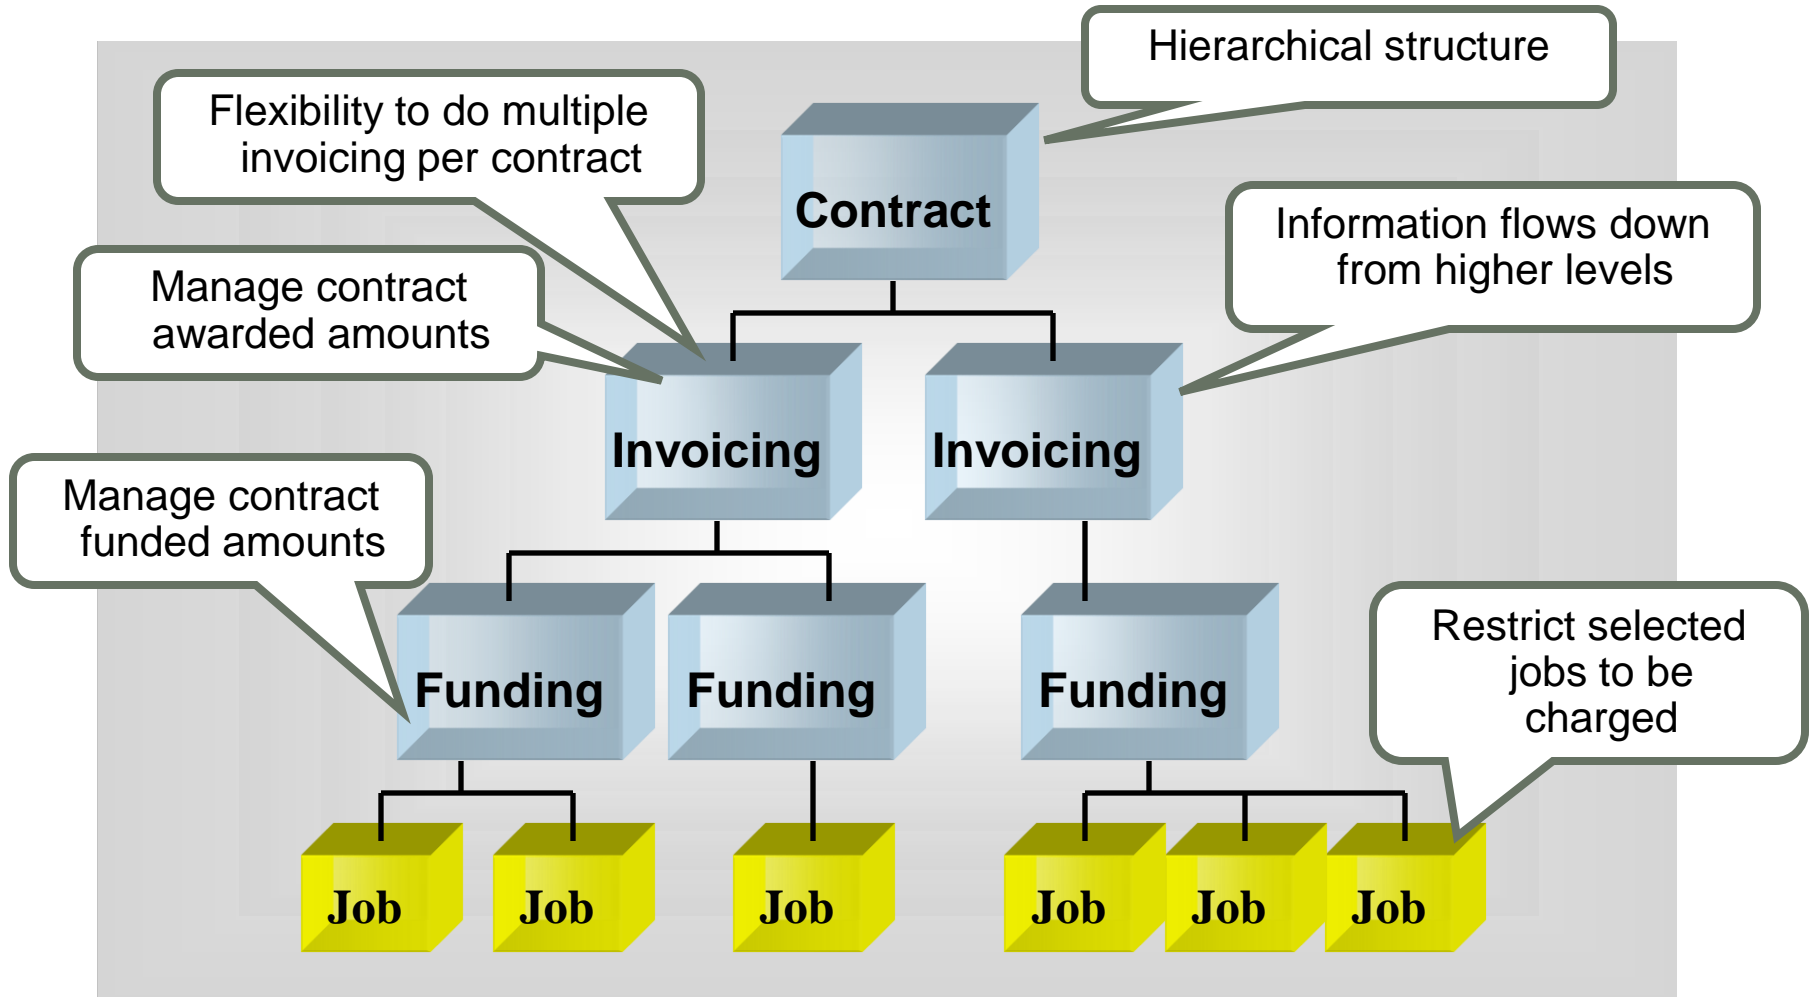 Hierarchical structure
Flexibility to do multiple
invoicing per contract
Contract
Information flows down
from higher levels
Manage contract
awarded amounts
Invoicing
Invoicing
Manage contract
funded amounts
Funding
Funding
Funding
Restrict selected
jobs to be
charged
Job
Job
Job
Job
Job
Job